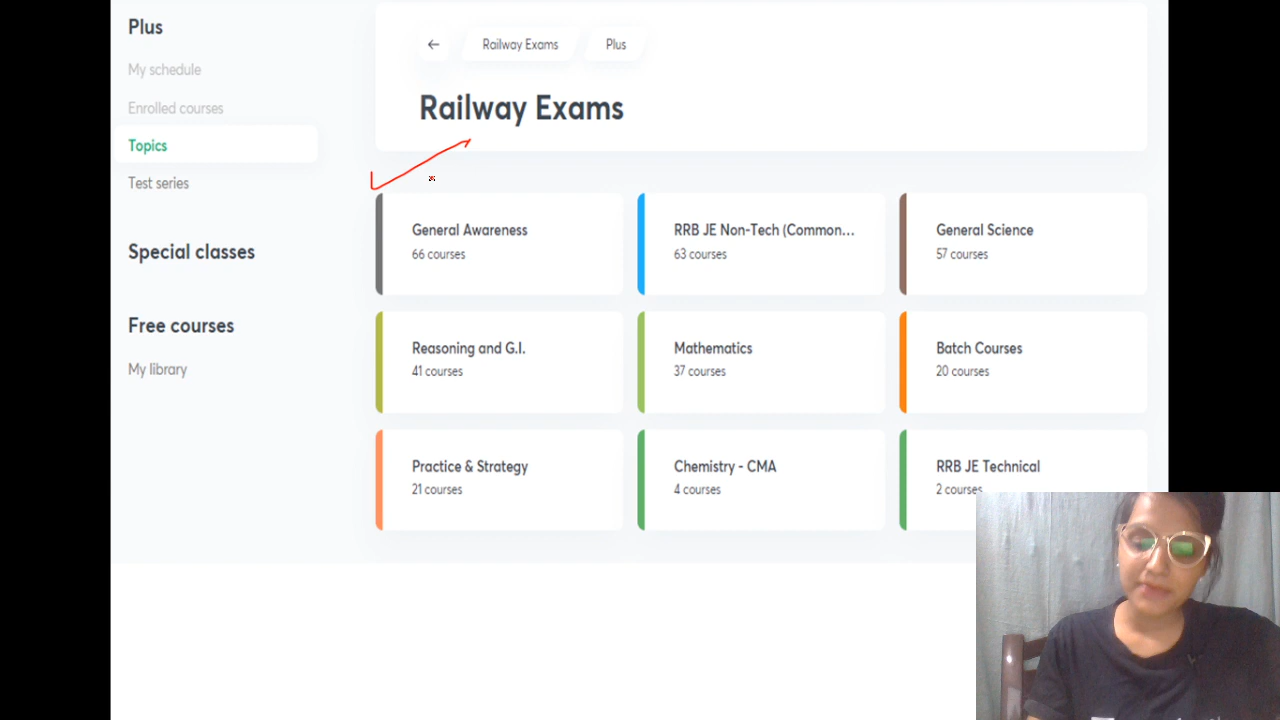 Plus
My schedule
Enrolled courses
Topics
Test series
Special classes
Free courses
My library
Railway Exams
Plus
Railway Exams
General Awareness
66 courses
RRB JE Non-Tech (Common...
63 courses
General Science
57 courses
Reasoning and G.I.
41 courses
Mathematics
37 courses
Batch Courses
20 courses
Practice & Strategy
21 courses
Chemistry - CMA
4 courses
RRB JE Technical
2 courses